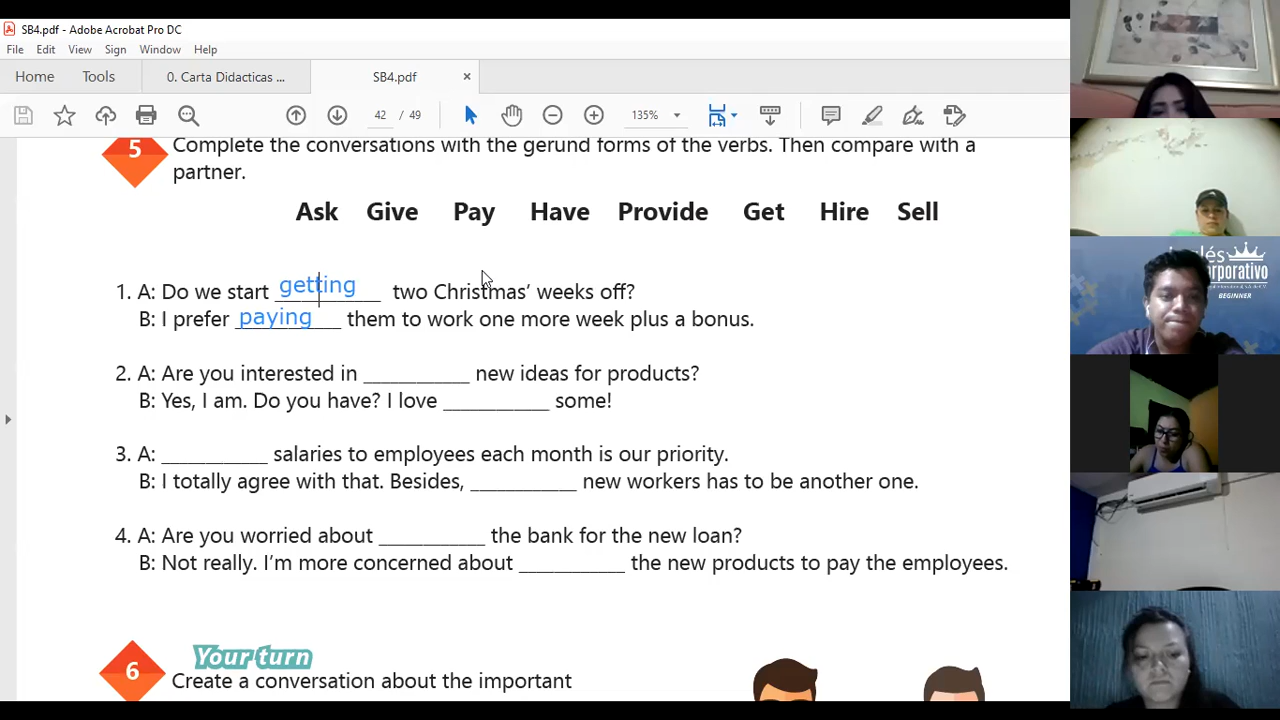 SB4.pdf - Adobe Acrobat Pro DC
File Edit View Sign Window Help
Home Tools 0. Carta Didacticas ... SB4.pdf ×
42 / 49 135%
5 Complete the conversations with the gerund forms of the verbs. Then compare with a
partner.
Ask Give Pay Have Provide Get Hire Sell
1. A: Do we start getting two Christmas’ weeks off?
B: I prefer paying them to work one more week plus a bonus.
2. A: Are you interested in ____________ new ideas for products?
B: Yes, I am. Do you have? I love ____________ some!
3. A: ____________ salaries to employees each month is our priority.
B: I totally agree with that. Besides, ____________ new workers has to be another one.
4. A: Are you worried about ____________ the bank for the new loan?
B: Not really. I’m more concerned about ____________ the new products to pay the employees.
6 Your turn
Create a conversation about the important
BEGINNER